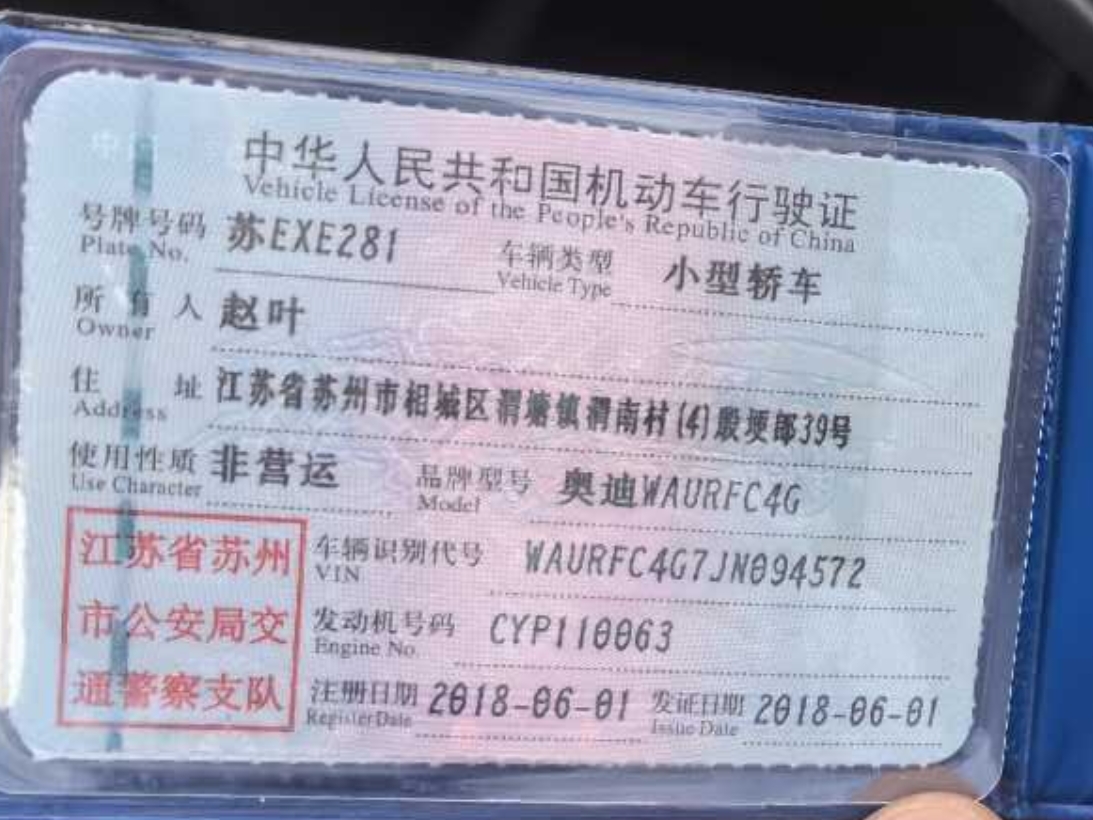 中华人民共和国机动车行驶证
Vehicle License of the People's Republic of China
号牌号码 苏EXE281 车辆类型 小型轿车
Plate No. Vehicle Type
所有人 赵叶
Owner
住址 江苏省苏州市相城区渭塘镇渭南村(4)殷埂郎39号
Address
使用性质 非营运 品牌型号 奥迪WAURFC4G
Use Character Model
江苏省苏州
市公安局交
通警察支队
车辆识别代号 WAURFC4G7JN094572
VIN
发动机号码 CYP110063
Engine No.
注册日期 2018-06-01 发证日期 2018-06-01
Register Date Issue Date